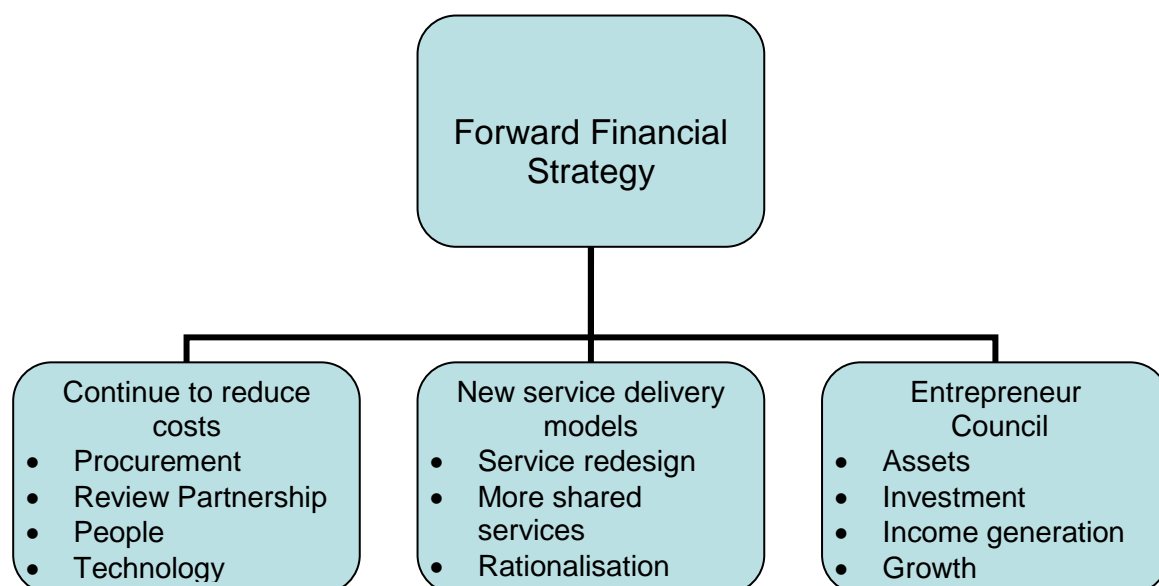 Forward Financial
Strategy
Continue to reduce
costs
• Procurement
• Review Partnership
• People
• Technology
New service delivery
models
• Service redesign
• More shared
services
• Rationalisation
Entrepreneur
Council
• Assets
• Investment
• Income generation
• Growth